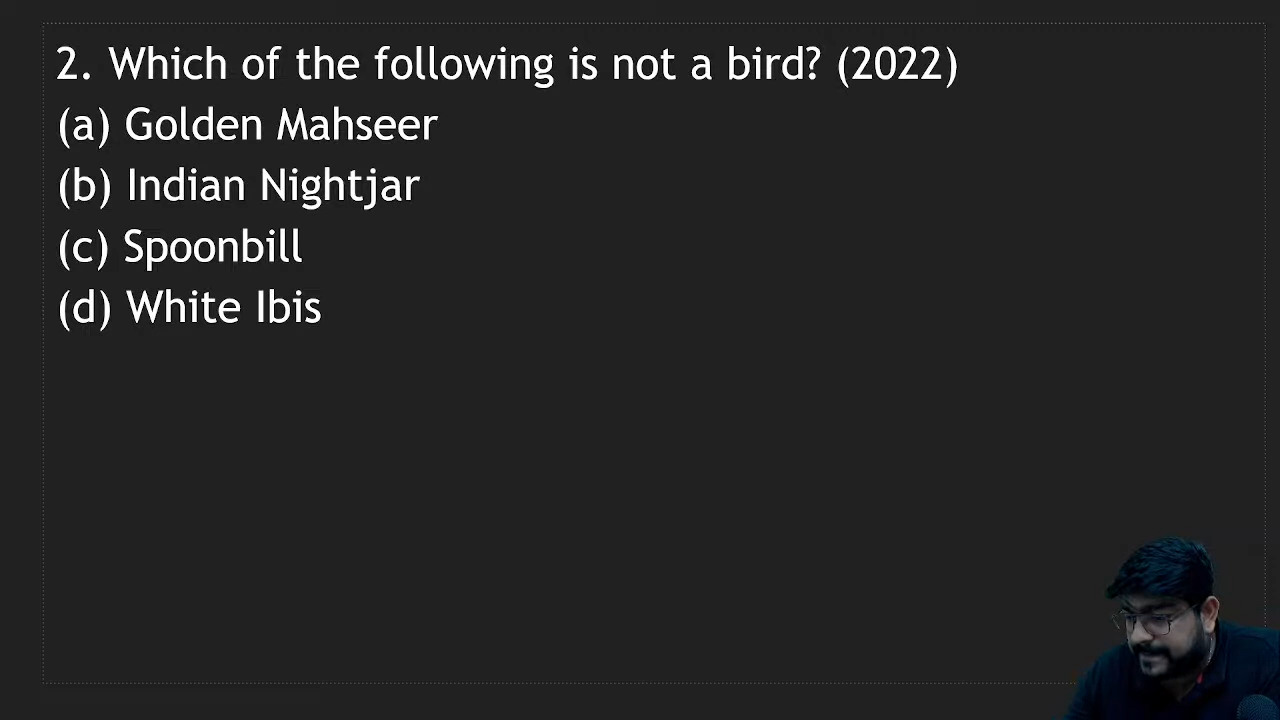 2. Which of the following is not a bird? (2022)
(a) Golden Mahseer
(b) Indian Nightjar
(c) Spoonbill
(d) White Ibis